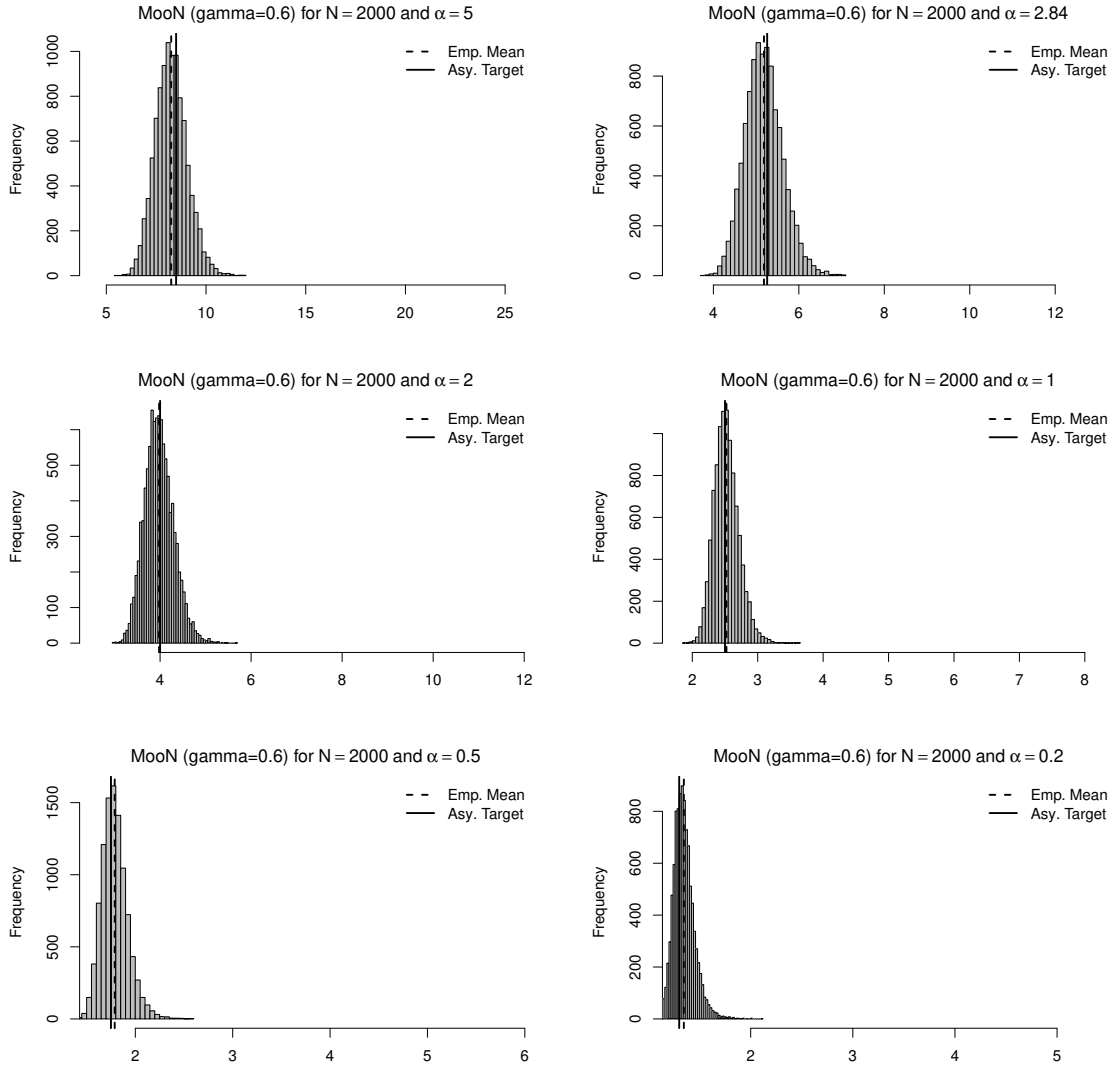 MooN (gamma=0.6) for N = 2000 and α = 5
Emp. Mean
Asy. Target
Frequency
0 200 400 600 800 1000
5 10 15 20 25
MooN (gamma=0.6) for N = 2000 and α = 2.84
Emp. Mean
Asy. Target
Frequency
0 200 400 600 800
4 6 8 10 12
MooN (gamma=0.6) for N = 2000 and α = 2
Emp. Mean
Asy. Target
Frequency
0 100 300 500
4 6 8 10 12
MooN (gamma=0.6) for N = 2000 and α = 1
Emp. Mean
Asy. Target
Frequency
0 200 400 600 800
2 3 4 5 6 7 8
MooN (gamma=0.6) for N = 2000 and α = 0.5
Emp. Mean
Asy. Target
Frequency
0 500 1000 1500
2 3 4 5 6
MooN (gamma=0.6) for N = 2000 and α = 0.2
Emp. Mean
Asy. Target
Frequency
0 200 400 600 800
2 3 4 5